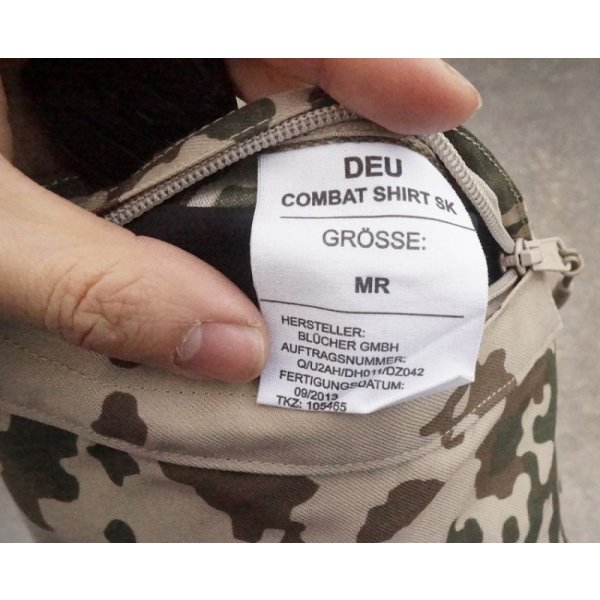 DEU
COMBAT SHIRT SK
GRÖSSE:
MR
HERSTELLER:
BLÜCHER GMBH
AUFTRAGSNUMMER:
Q/U2AH/DH011/DZ042
FERTIGUNGSDATUM:
09/2013
TKZ: 105465